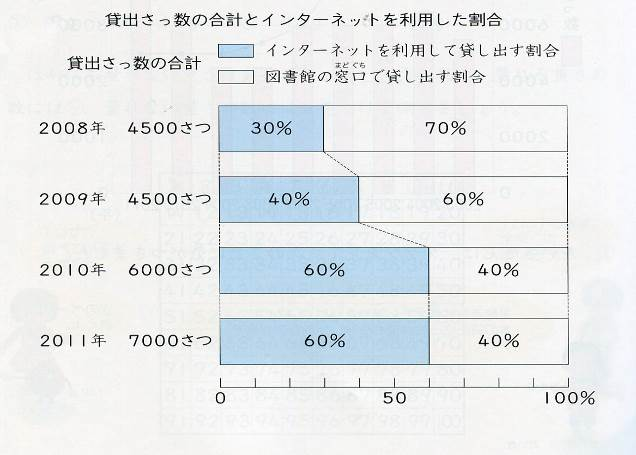 貸出さっ数の合計とインターネットを利用した割合
インターネットを利用して貸し出す割合
貸出さっ数の合計
まどぐち
図書館の窓口で貸し出す割合
2008年 4500さつ 30% 70%
2009年 4500さつ 40% 60%
2010年 6000さつ 60% 40%
2011年 7000さつ 60% 40%
0 50 100%